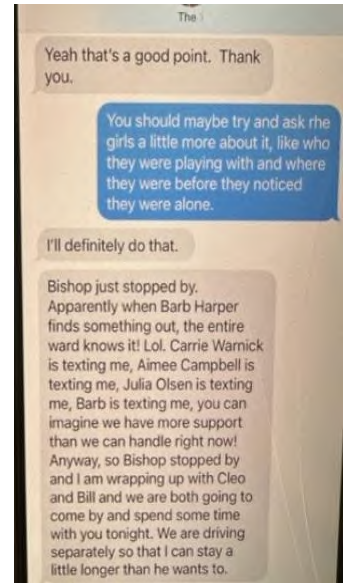 The
Yeah that's a good point. Thank
you.
You should maybe try and ask rhe
girls a little more about it, like who
they were playing with and where
they were before they noticed
they were alone.
I'll definitely do that.
Bishop just stopped by.
Apparently when Barb Harper
finds something out, the entire
ward knows it! Lol. Carrie Warnick
is texting me, Aimee Campbell is
texting me, Julia Olsen is texting
me, Barb is texting me, you can
imagine we have more support
than we can handle right now!
Anyway, so Bishop stopped by
and I am wrapping up with Cleo
and Bill and we are both going to
come by and spend some time
with you tonight. We are driving
separately so that I can stay a
little longer than he wants to.